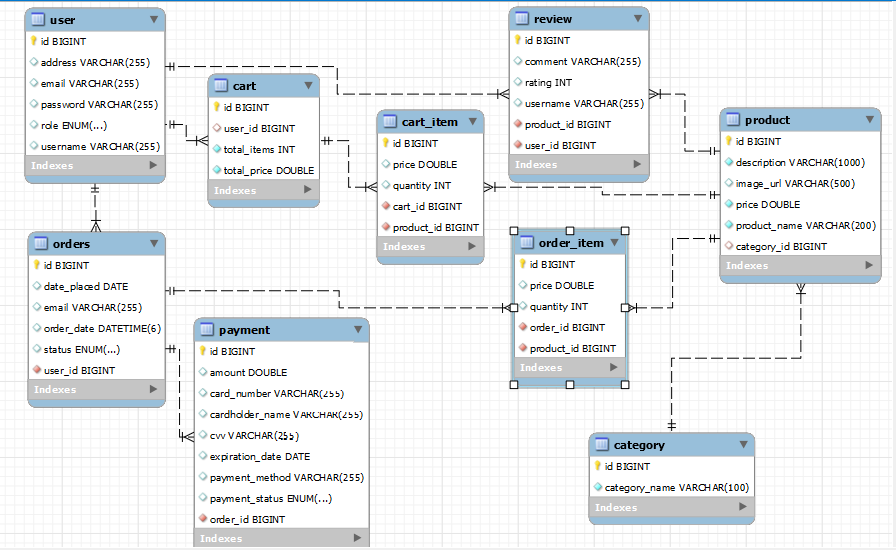 user
id BIGINT
address VARCHAR(255)
email VARCHAR(255)
password VARCHAR(255)
role ENUM(...)
username VARCHAR(255)
Indexes
cart
id BIGINT
user_id BIGINT
total_items INT
total_price DOUBLE
Indexes
cart_item
id BIGINT
price DOUBLE
quantity INT
cart_id BIGINT
product_id BIGINT
Indexes
review
id BIGINT
comment VARCHAR(255)
rating INT
username VARCHAR(255)
product_id BIGINT
user_id BIGINT
Indexes
product
id BIGINT
description VARCHAR(1000)
image_url VARCHAR(500)
price DOUBLE
product_name VARCHAR(200)
category_id BIGINT
Indexes
orders
id BIGINT
date_placed DATE
email VARCHAR(255)
order_date DATETIME(6)
status ENUM(...)
user_id BIGINT
Indexes
payment
id BIGINT
amount DOUBLE
card_number VARCHAR(255)
cardholder_name VARCHAR(255)
cvv VARCHAR(255)
expiration_date DATE
payment_method VARCHAR(255)
payment_status ENUM(...)
order_id BIGINT
Indexes
order_item
id BIGINT
price DOUBLE
quantity INT
order_id BIGINT
product_id BIGINT
Indexes
category
id BIGINT
category_name VARCHAR(100)
Indexes